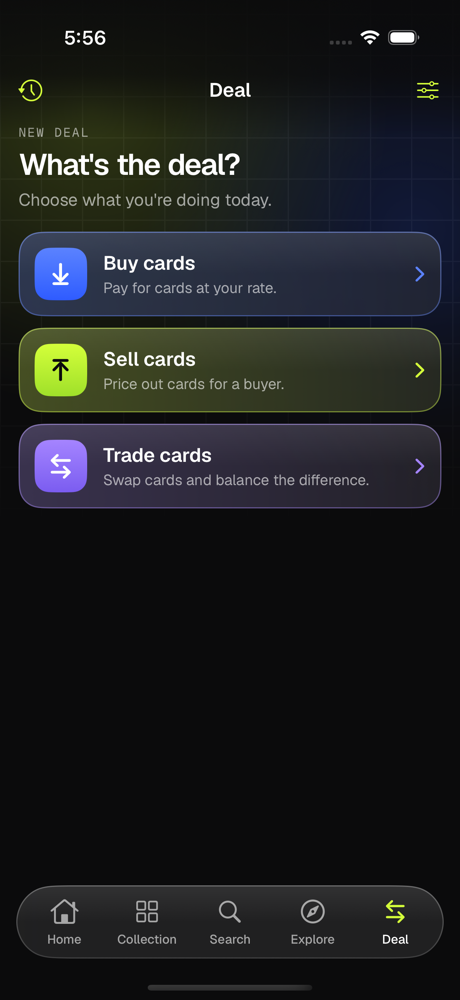 5:56
Deal
NEW DEAL
What's the deal?
Choose what you're doing today.
Buy cards
Pay for cards at your rate.
Sell cards
Price out cards for a buyer.
Trade cards
Swap cards and balance the difference.
Home
Collection
Search
Explore
Deal